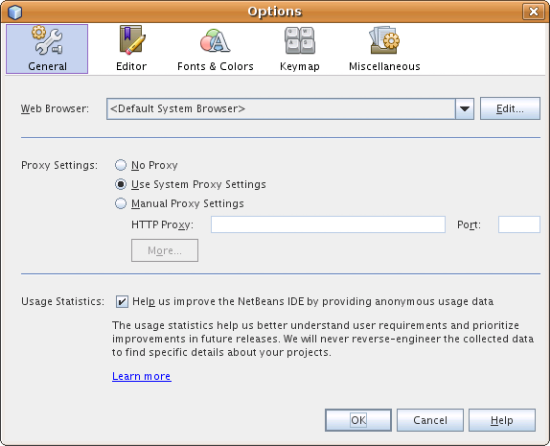 Options
General Editor Fonts & Colors Keymap Miscellaneous
Web Browser: <Default System Browser> Edit...
Proxy Settings: No Proxy
Use System Proxy Settings
Manual Proxy Settings
HTTP Proxy: Port:
More...
Usage Statistics: Help us improve the NetBeans IDE by providing anonymous usage data
The usage statistics help us better understand user requirements and prioritize
improvements in future releases. We will never reverse-engineer the collected data
to find specific details about your projects.
Learn more
OK Cancel Help